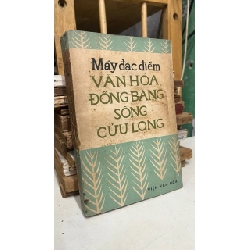 Mấy đặc điểm
VĂN HÓA
ĐỒNG BẰNG
SÔNG
CỬU LONG